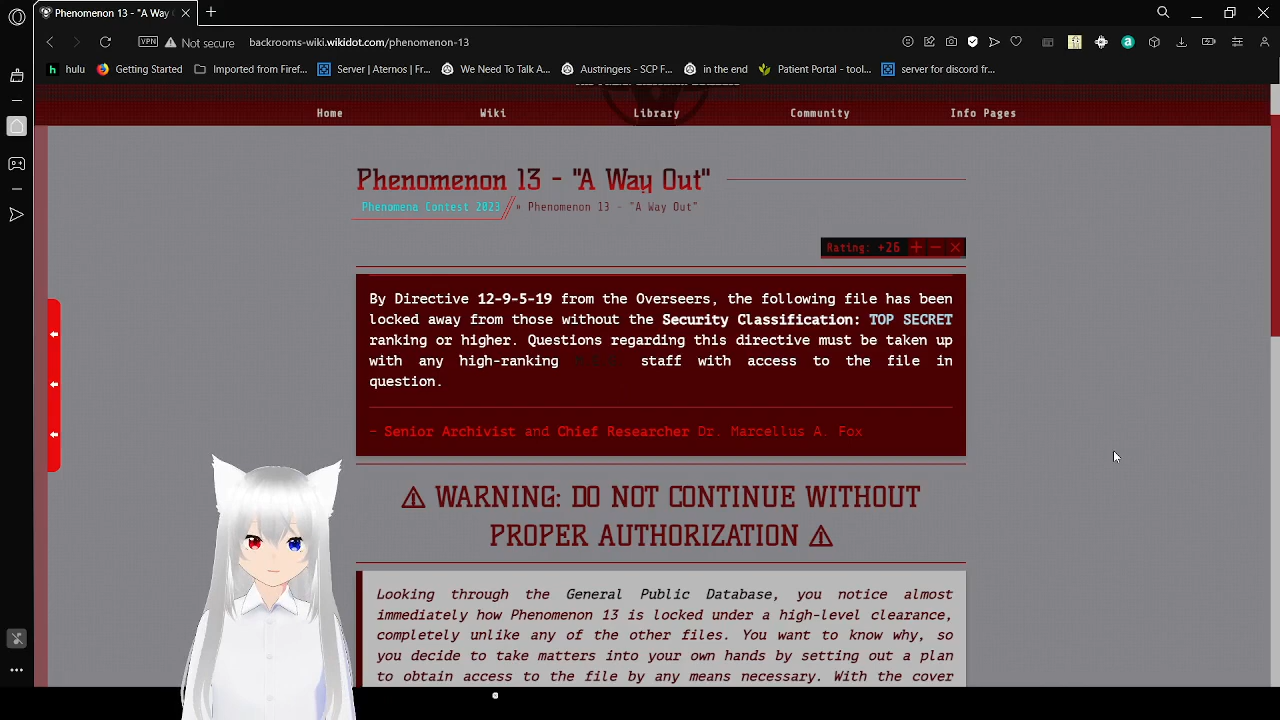 Phenomenon 13 - "A Way O
Not secure
backrooms-wiki.wikidot.com/phenomenon-13
VPN
hulu
Getting Started
Imported from Firef...
Server | Aternos | Fr...
We Need To Talk A...
Austringers - SCP F...
in the end
Patient Portal - tool...
server for discord fr...
Home
Wiki
Library
Community
Info Pages
Phenomenon 13 - "A Way Out"
Phenomena Contest 2023 » Phenomenon 13 - "A Way Out"
Rating: +26 + − ×
By Directive 12-9-5-19 from the Overseers, the following file has been
locked away from those without the Security Classification: TOP SECRET
ranking or higher. Questions regarding this directive must be taken up
with any high-ranking staff with access to the file in
question.
– Senior Archivist and Chief Researcher Dr. Marcellus A. Fox
⚠ WARNING: DO NOT CONTINUE WITHOUT
PROPER AUTHORIZATION ⚠
Looking through the General Public Database, you notice almost
immediately how Phenomenon 13 is locked under a high-level clearance,
completely unlike any of the other files. You want to know why, so
you decide to take matters into your own hands by setting out a plan
to obtain access to the file by any means necessary. With the cover